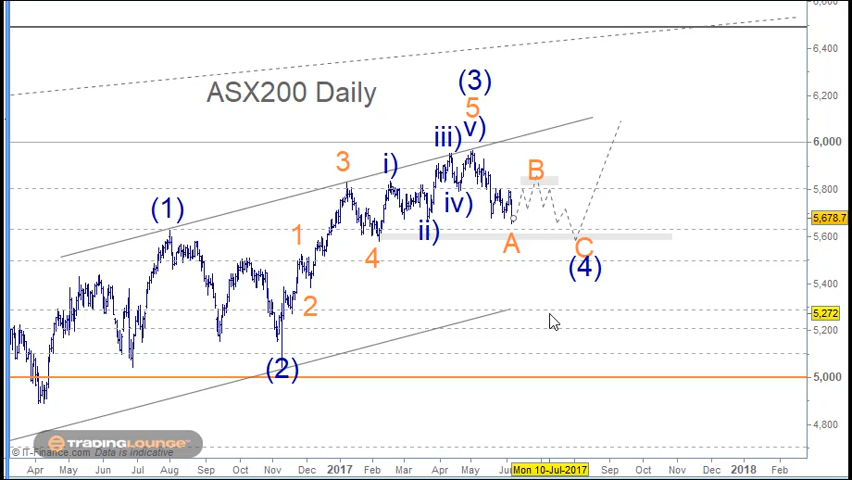 6,600
6,400
ASX200 Daily
(3)
6,200
5
iii) v)
6,000
3 i)
B
(1)
5,800
iv)
5,678.7
1
ii)
5,600
4
A
C
(4)
5,400
2
5,272
5,200
(2)
5,000
4,800
TRADINGLOUNGE™
© IT-Finance.com Data is indicative
Apr May Jun Jul Aug Sep Oct Nov Dec 2017 Feb Mar Apr May Jun Mon 10-Jul-2017 Sep Oct Nov Dec 2018 Feb